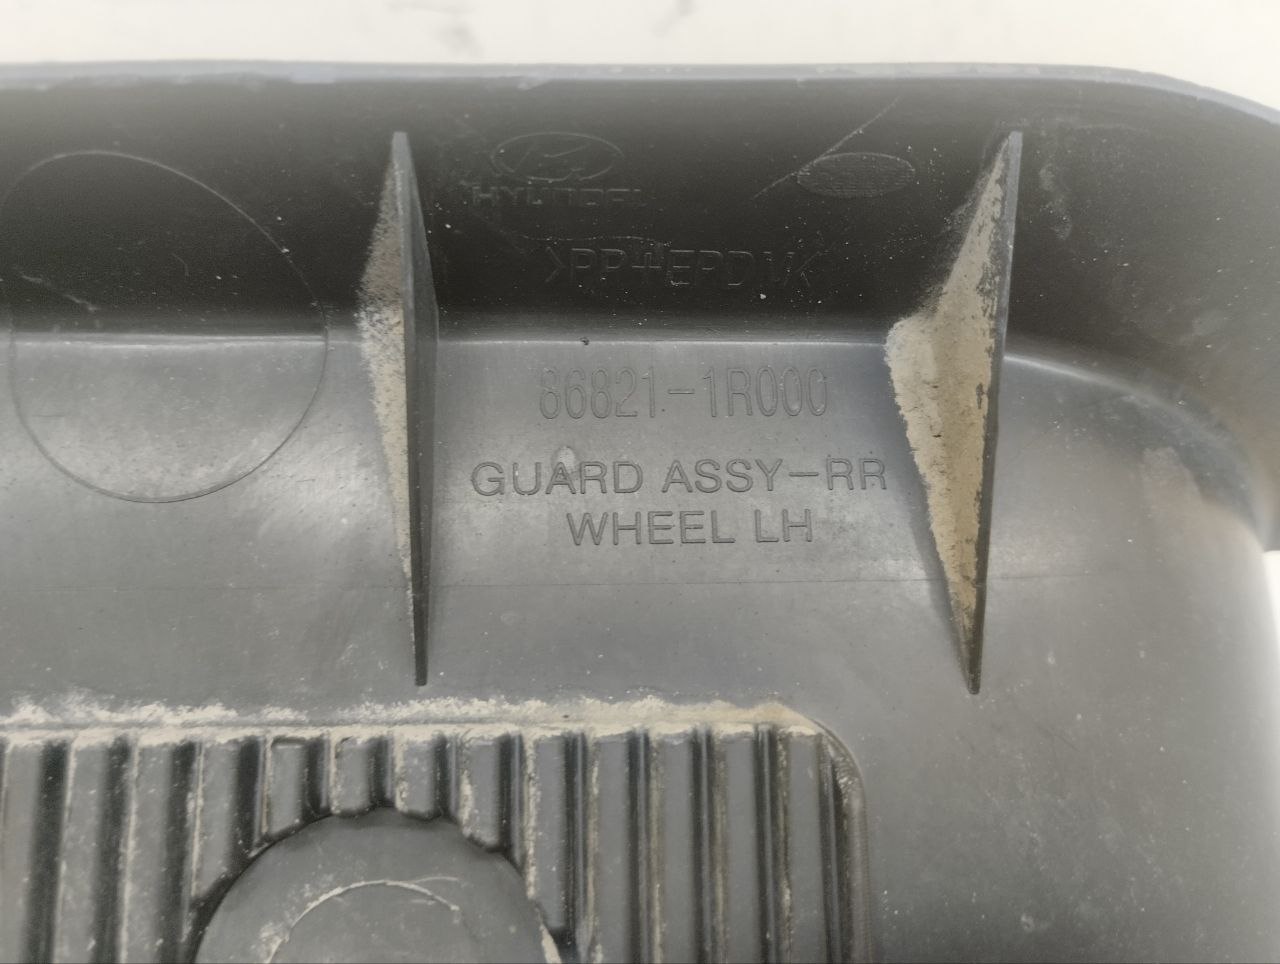 HYUNDAI
>PP+EPDM<
86821-1R000
GUARD ASSY-RR
WHEEL LH